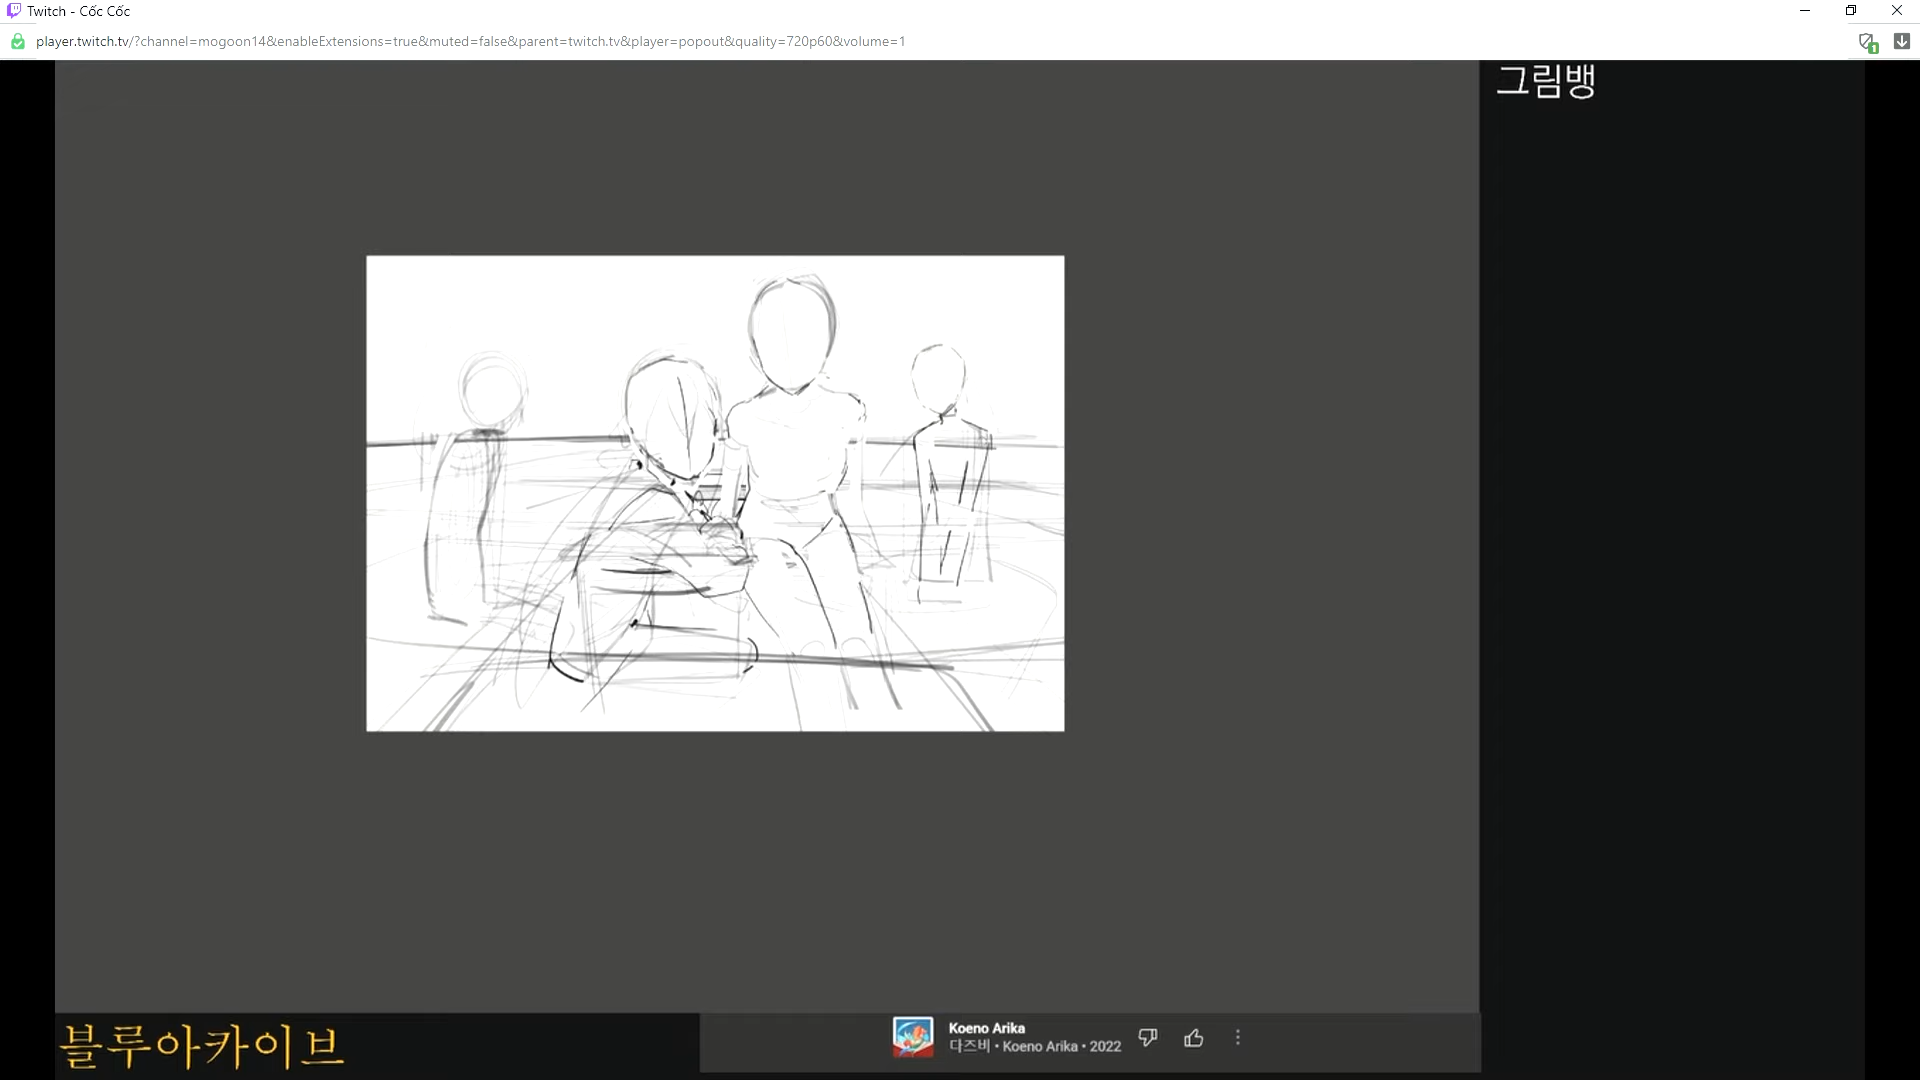 Twitch - Cốc Cốc
player.twitch.tv/?channel=mogoon14&enableExtensions=true&muted=false&parent=twitch.tv&player=popout&quality=720p60&volume=1
1
그림뱅
블루아카이브
Koeno Arika
다즈비 • Koeno Arika • 2022